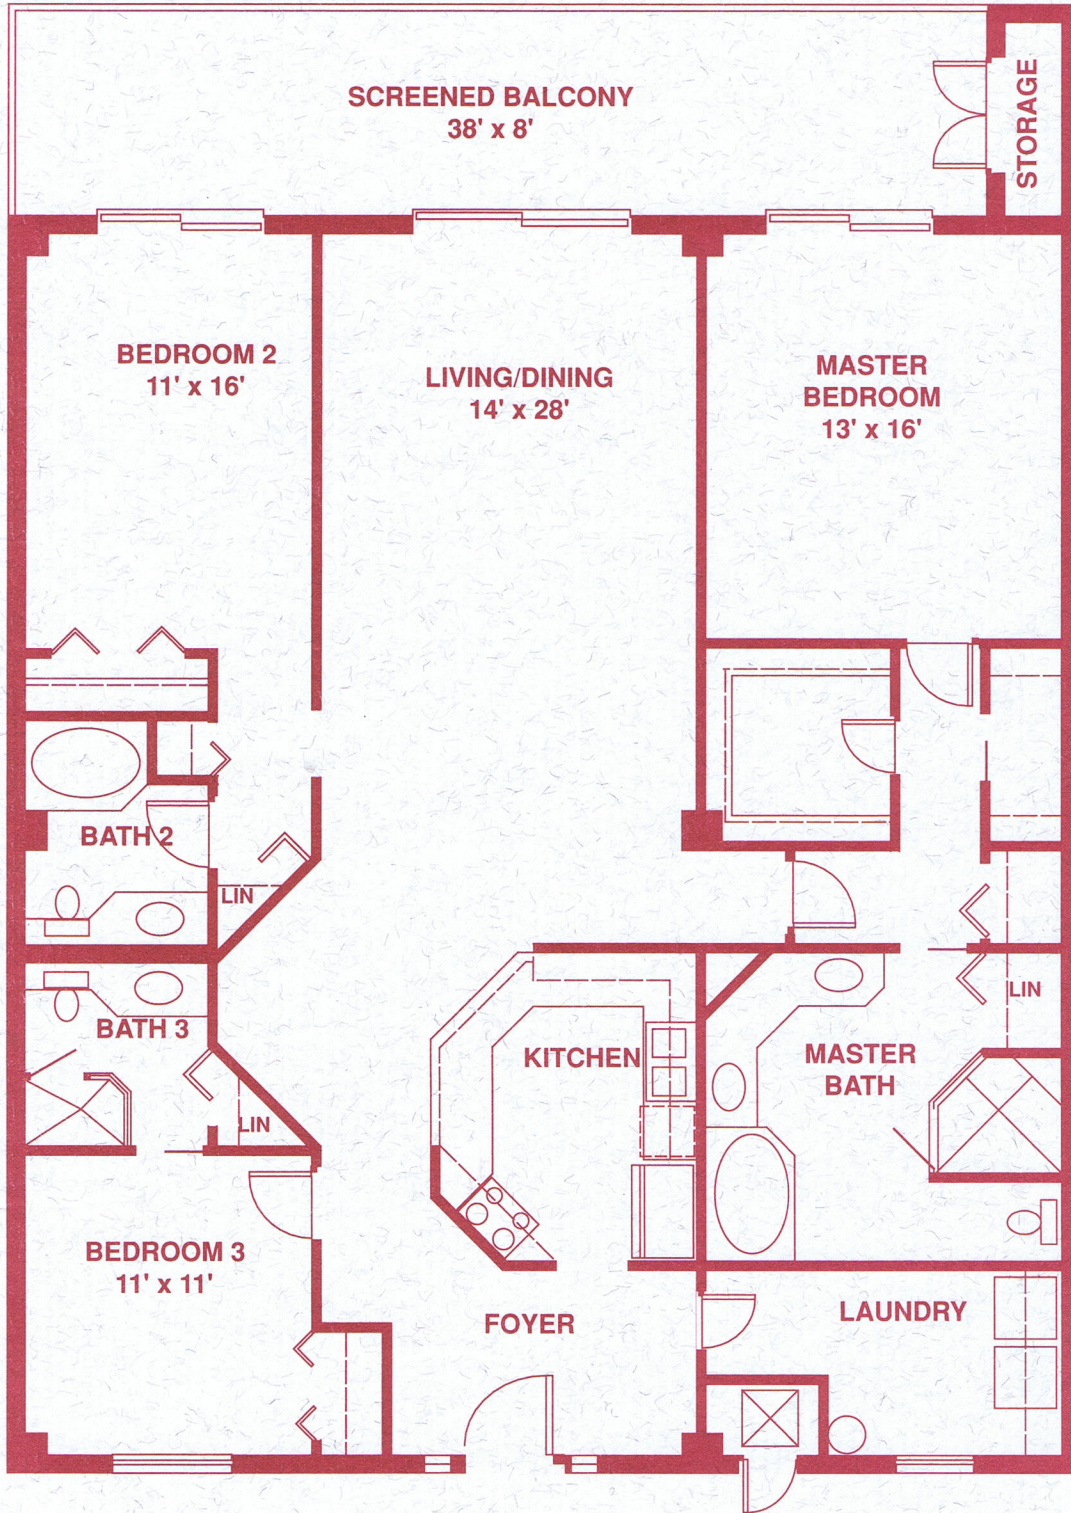 SCREENED BALCONY
38' x 8'
STORAGE
BEDROOM 2
11' x 16'
LIVING/DINING
14' x 28'
MASTER
BEDROOM
13' x 16'
BATH 2
LIN
BATH 3
LIN
KITCHEN
MASTER
BATH
LIN
BEDROOM 3
11' x 11'
FOYER
LAUNDRY